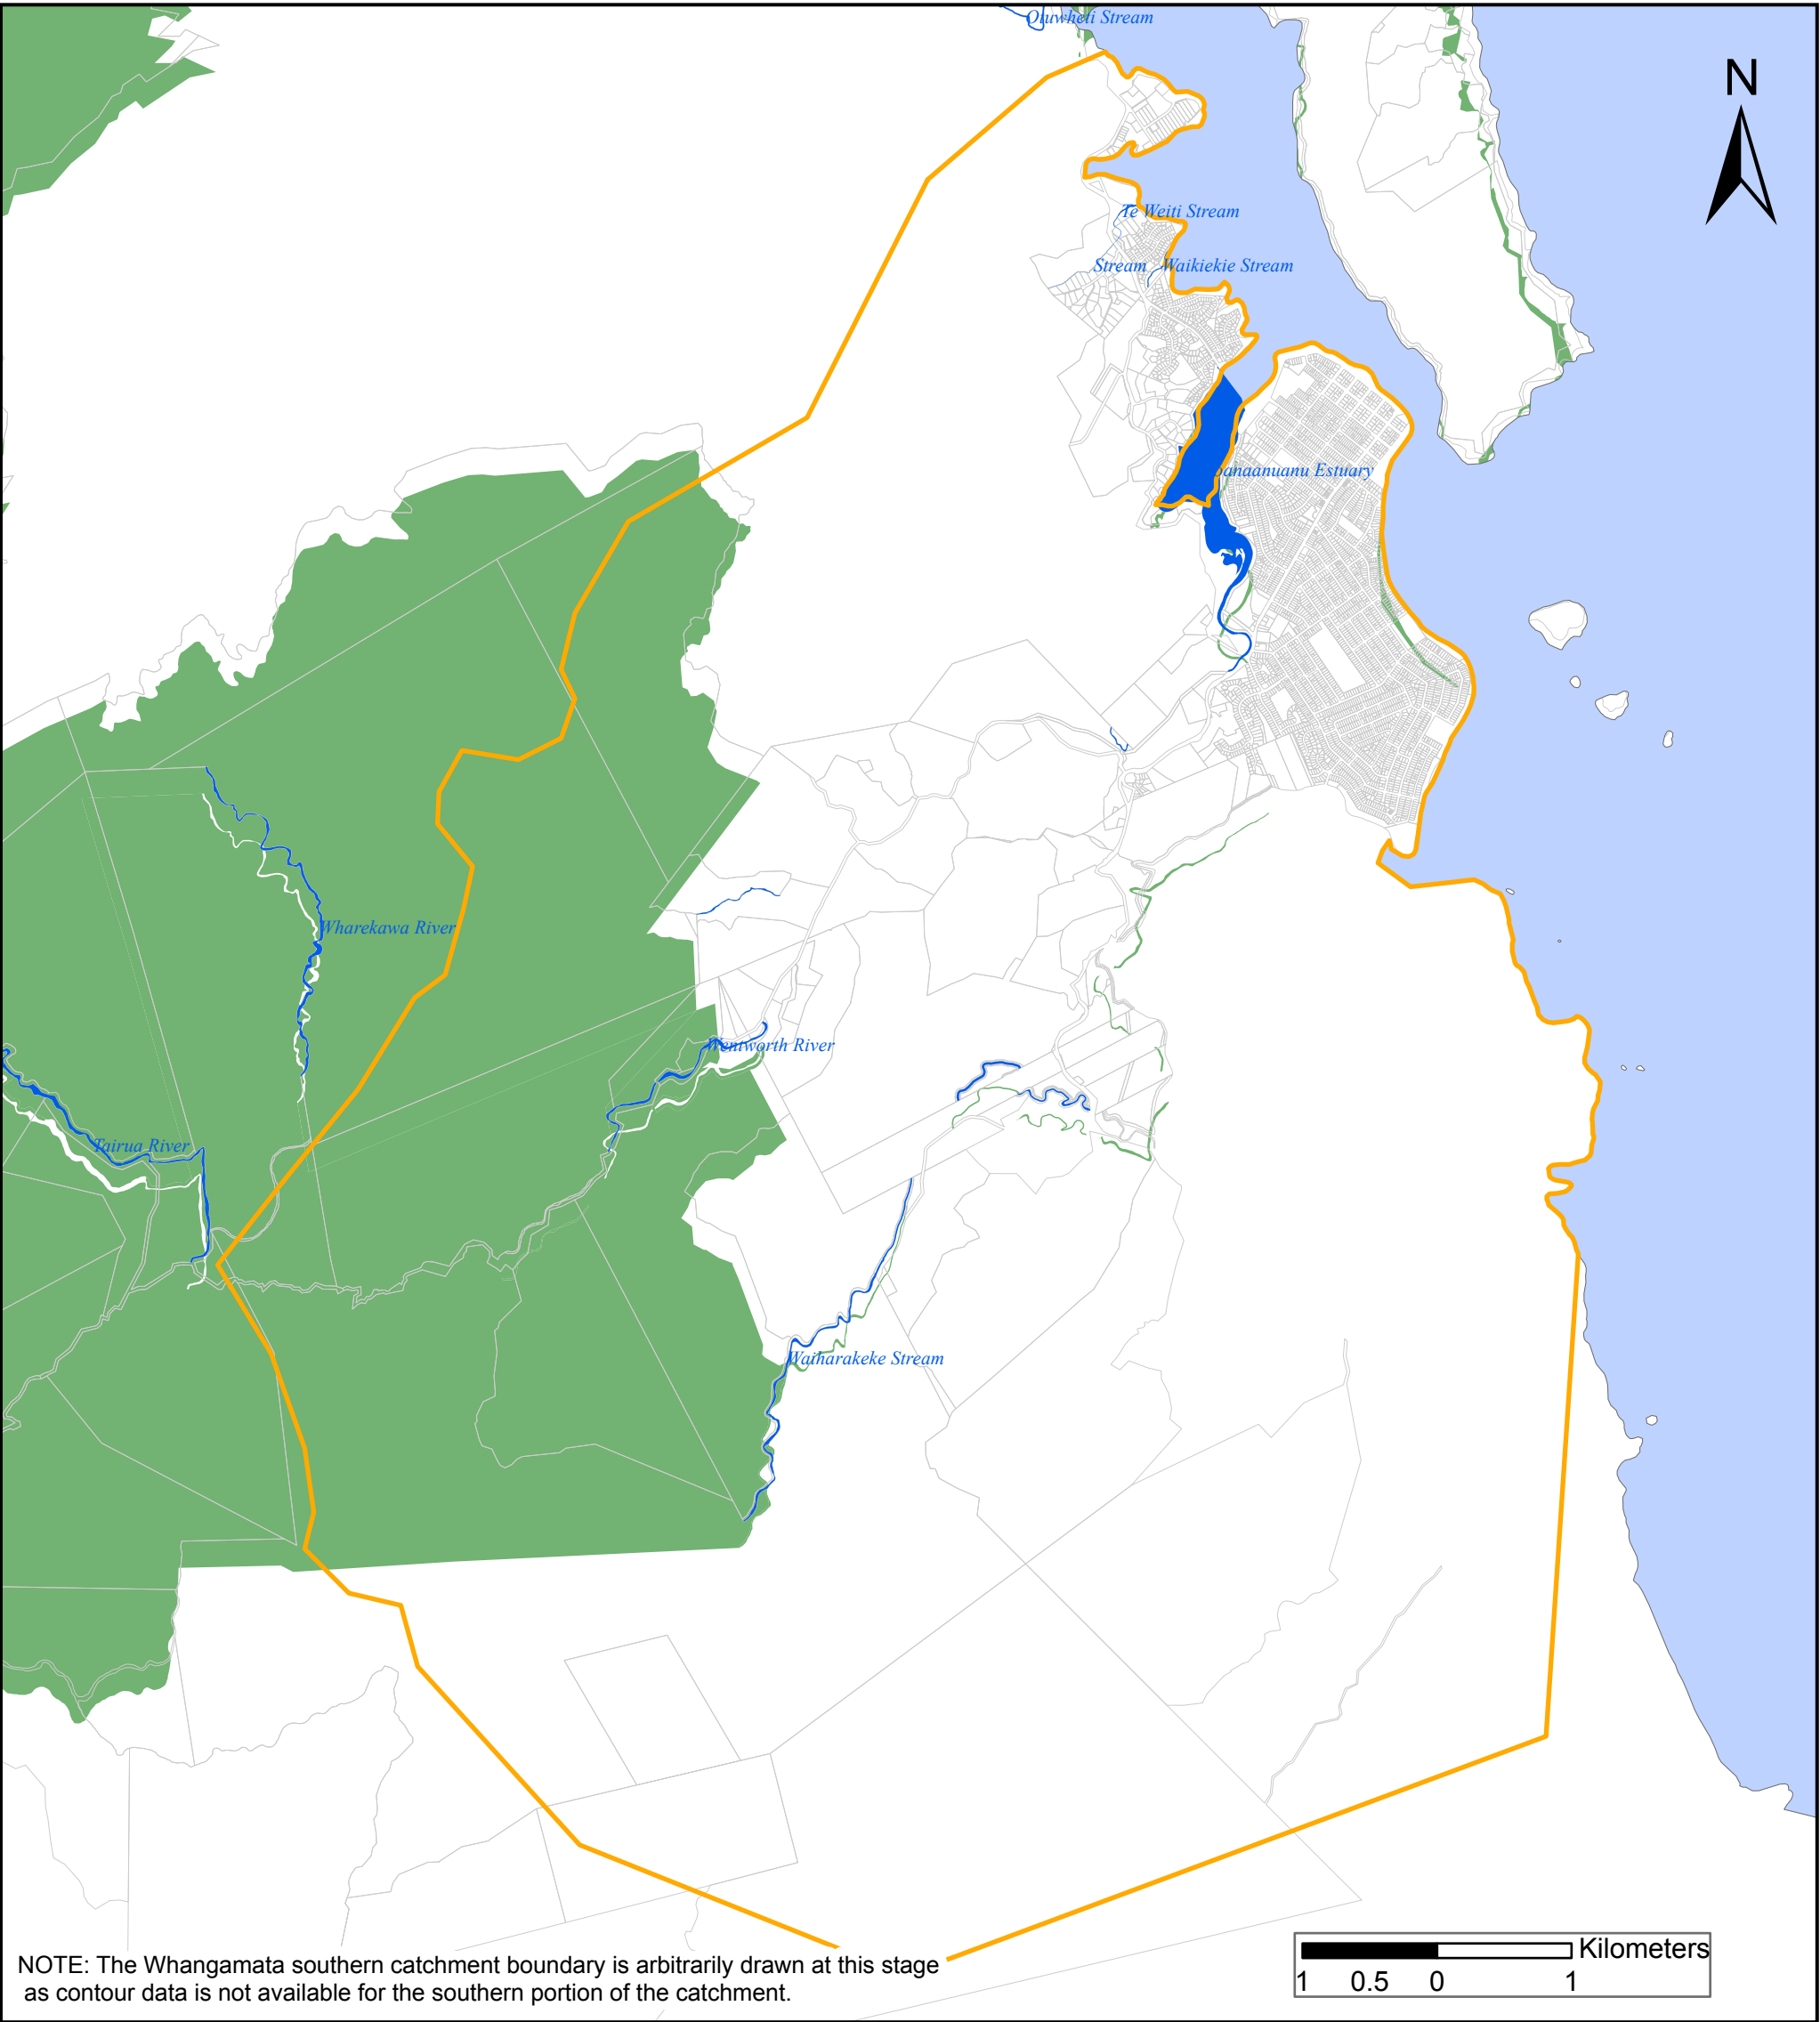 Otuwheti Stream
N
Te Weiti Stream
Stream
Waikiekie Stream
Estuary
Wharekawa River
Wentworth River
Tairua River
Waiharakeke Stream
NOTE: The Whangamata southern catchment boundary is arbitrarily drawn at this stage
as contour data is not available for the southern portion of the catchment.
Kilometers
1 0.5 0 1